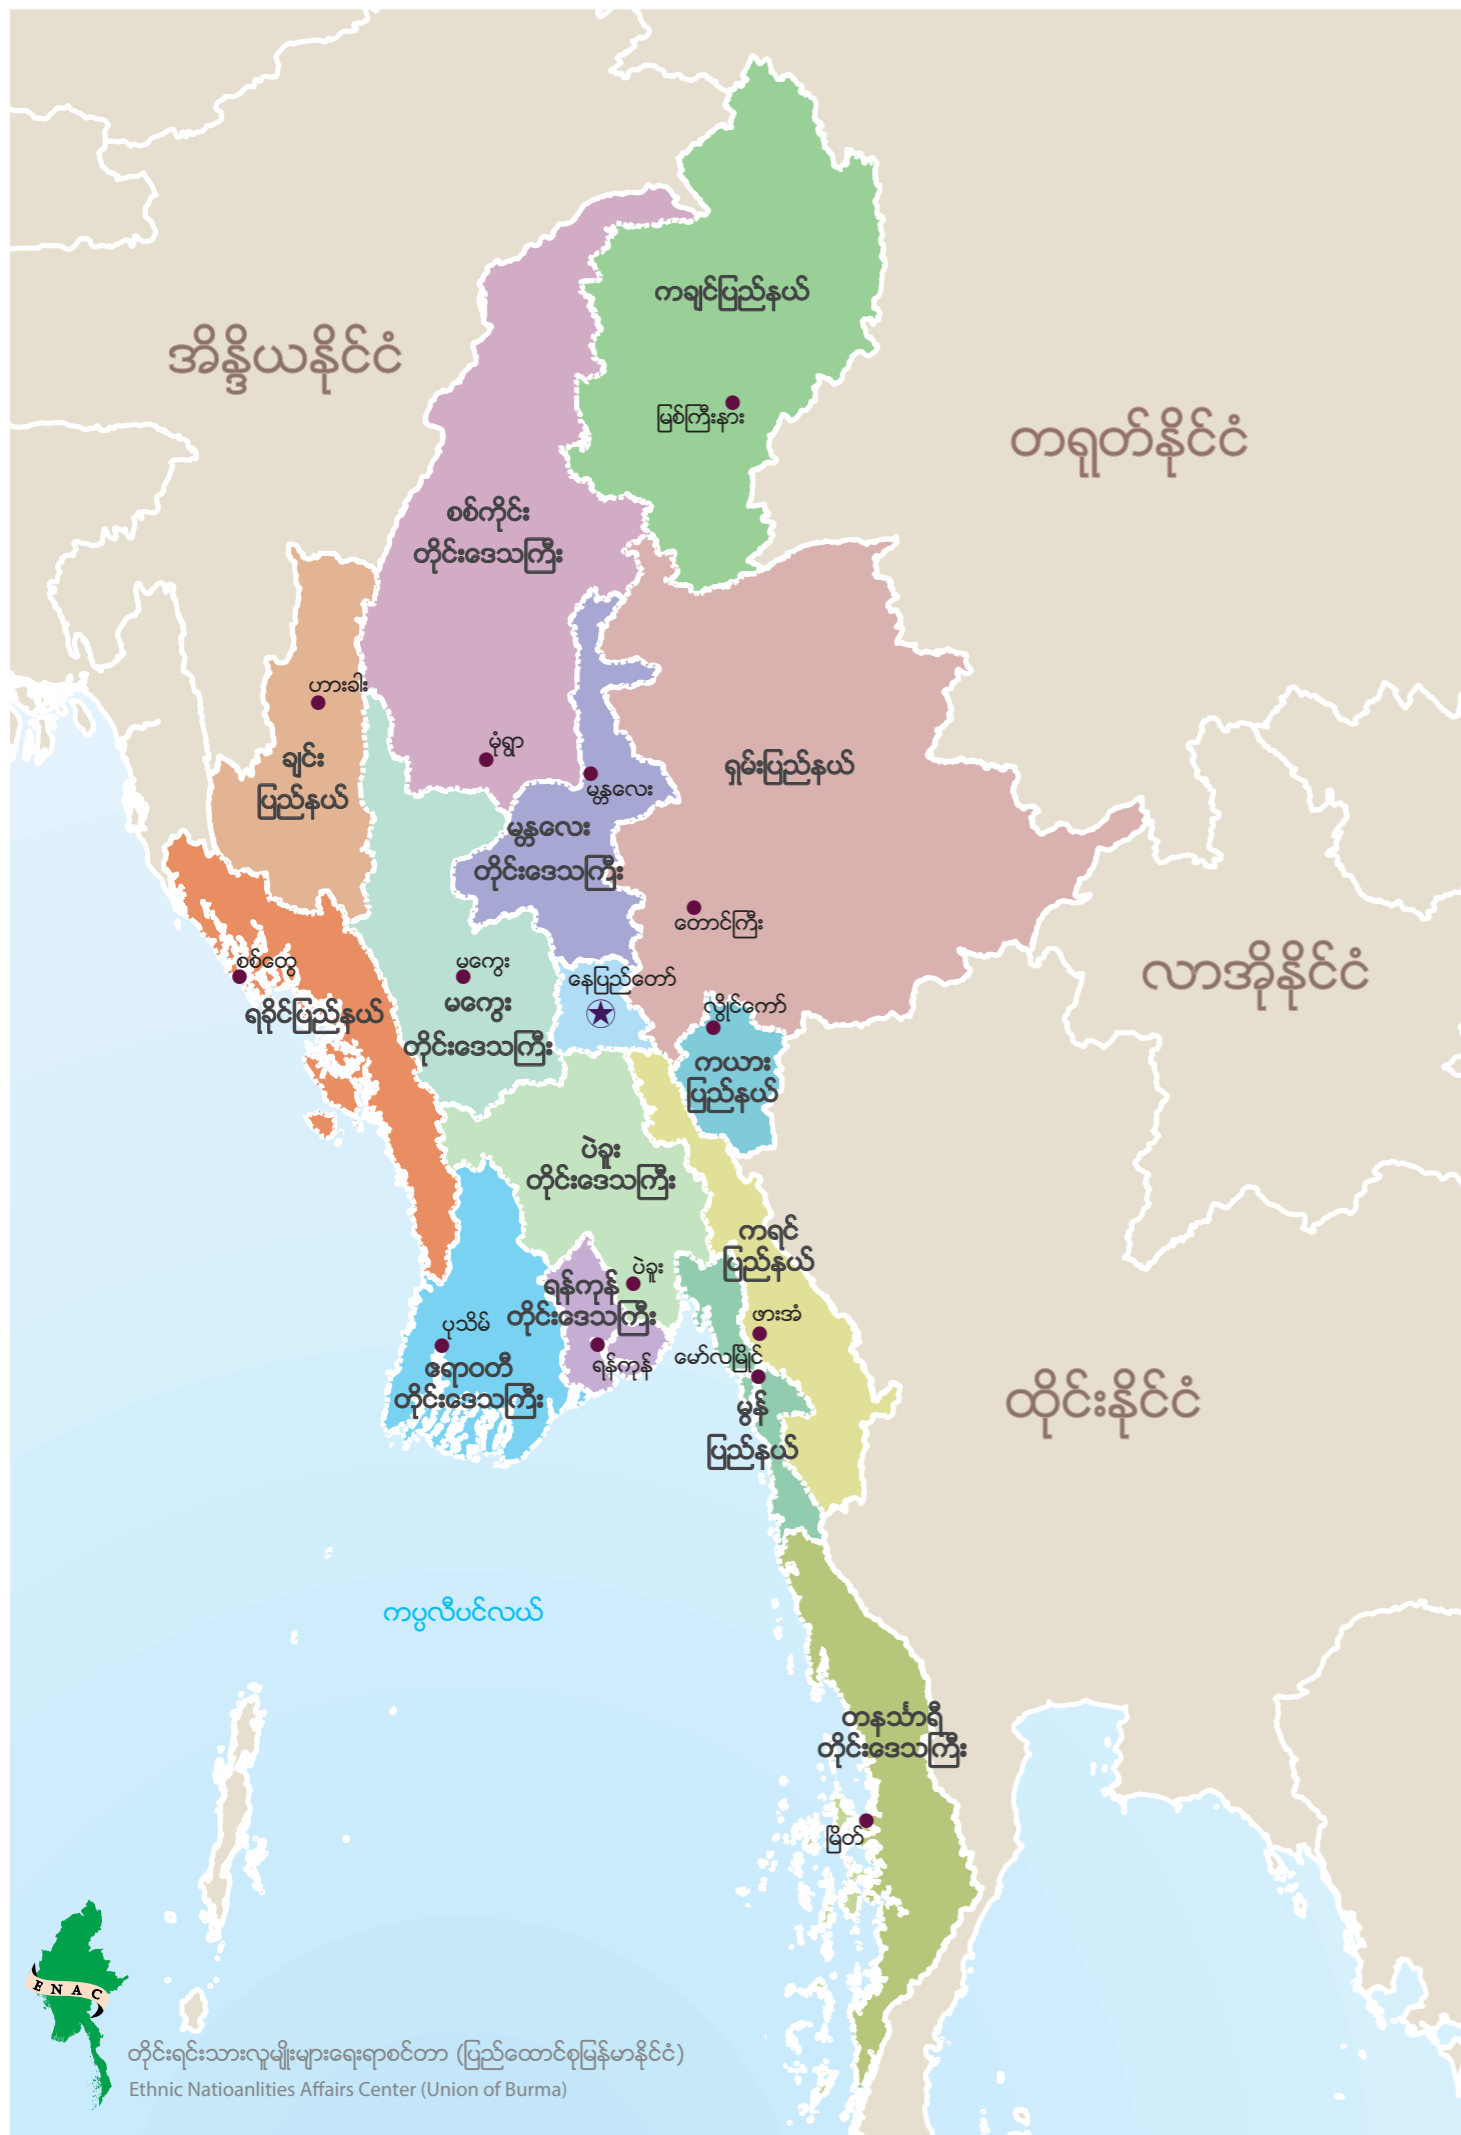 ကချင်ပြည်နယ်
အိန္ဒိယနိုင်ငံ
မြစ်ကြီးနား
တရုတ်နိုင်ငံ
စစ်ကိုင်း
တိုင်းဒေသကြီး
ဟားခါး
မုံရွာ
ချင်း
ပြည်နယ်
ရှမ်းပြည်နယ်
မန္တလေး
မန္တလေး
တိုင်းဒေသကြီး
တောင်ကြီး
စစ်တွေ
မကွေး
နေပြည်တော်
လာအိုနိုင်ငံ
ရခိုင်ပြည်နယ်
မကွေး
တိုင်းဒေသကြီး
လွိုင်ကော်
ကယား
ပြည်နယ်
ပဲခူး
တိုင်းဒေသကြီး
ကရင်
ပြည်နယ်
ပဲခူး
ရန်ကုန်
တိုင်းဒေသကြီး
ဖားအံ
ပုသိမ်
ရန်ကုန်
မော်လမြိုင်
ဧရာဝတီ
တိုင်းဒေသကြီး
မွန်
ပြည်နယ်
ထိုင်းနိုင်ငံ
ကပ္ပလီပင်လယ်
တနင်္သာရီ
တိုင်းဒေသကြီး
မြိတ်
ENAC
တိုင်းရင်းသားလူမျိုးများရေးရာစင်တာ (ပြည်ထောင်စုမြန်မာနိုင်ငံ)
Ethnic Natioanlities Affairs Center (Union of Burma)